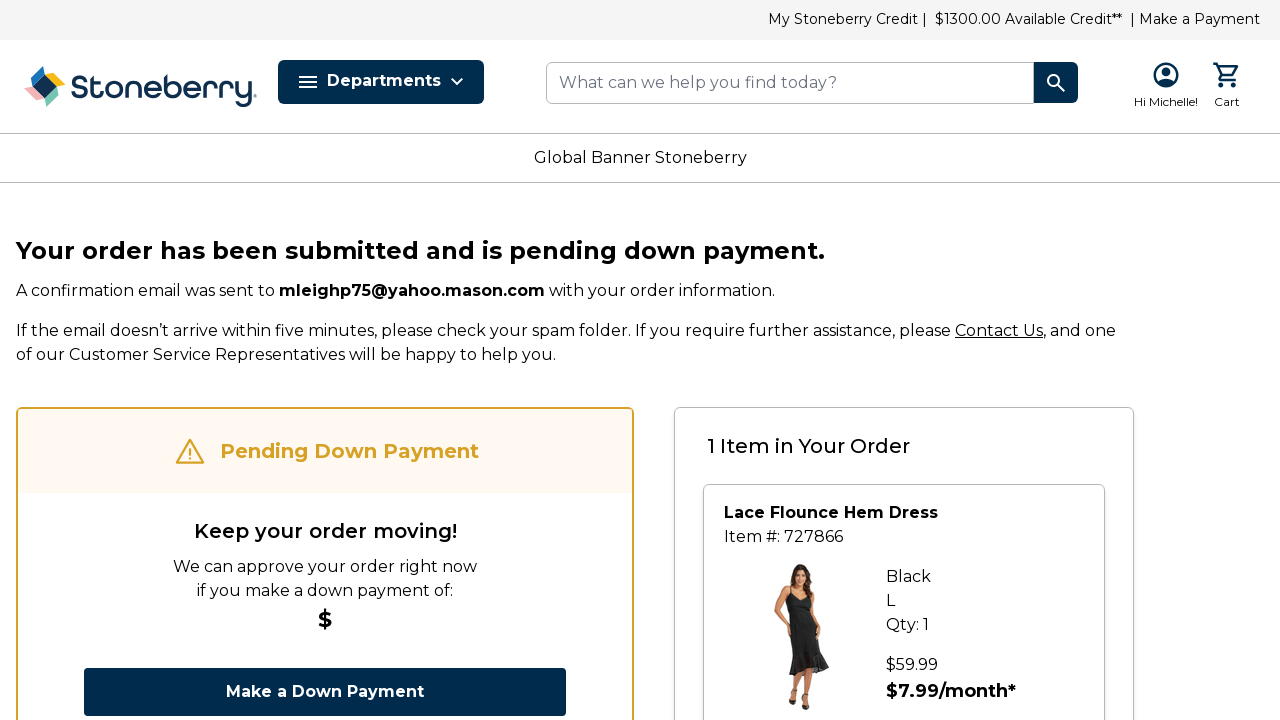 My Stoneberry Credit | $1300.00 Available Credit** | Make a Payment
Stoneberry
Departments
What can we help you find today?
Hi Michelle!
Cart
Global Banner Stoneberry
Your order has been submitted and is pending down payment.
A confirmation email was sent to mleighp75@yahoo.mason.com with your order information.
If the email doesn’t arrive within five minutes, please check your spam folder. If you require further assistance, please Contact Us, and one
of our Customer Service Representatives will be happy to help you.
Pending Down Payment
Keep your order moving!
We can approve your order right now
if you make a down payment of:
$
Make a Down Payment
1 Item in Your Order
Lace Flounce Hem Dress
Item #: 727866
Black
L
Qty: 1
$59.99
$7.99/month*